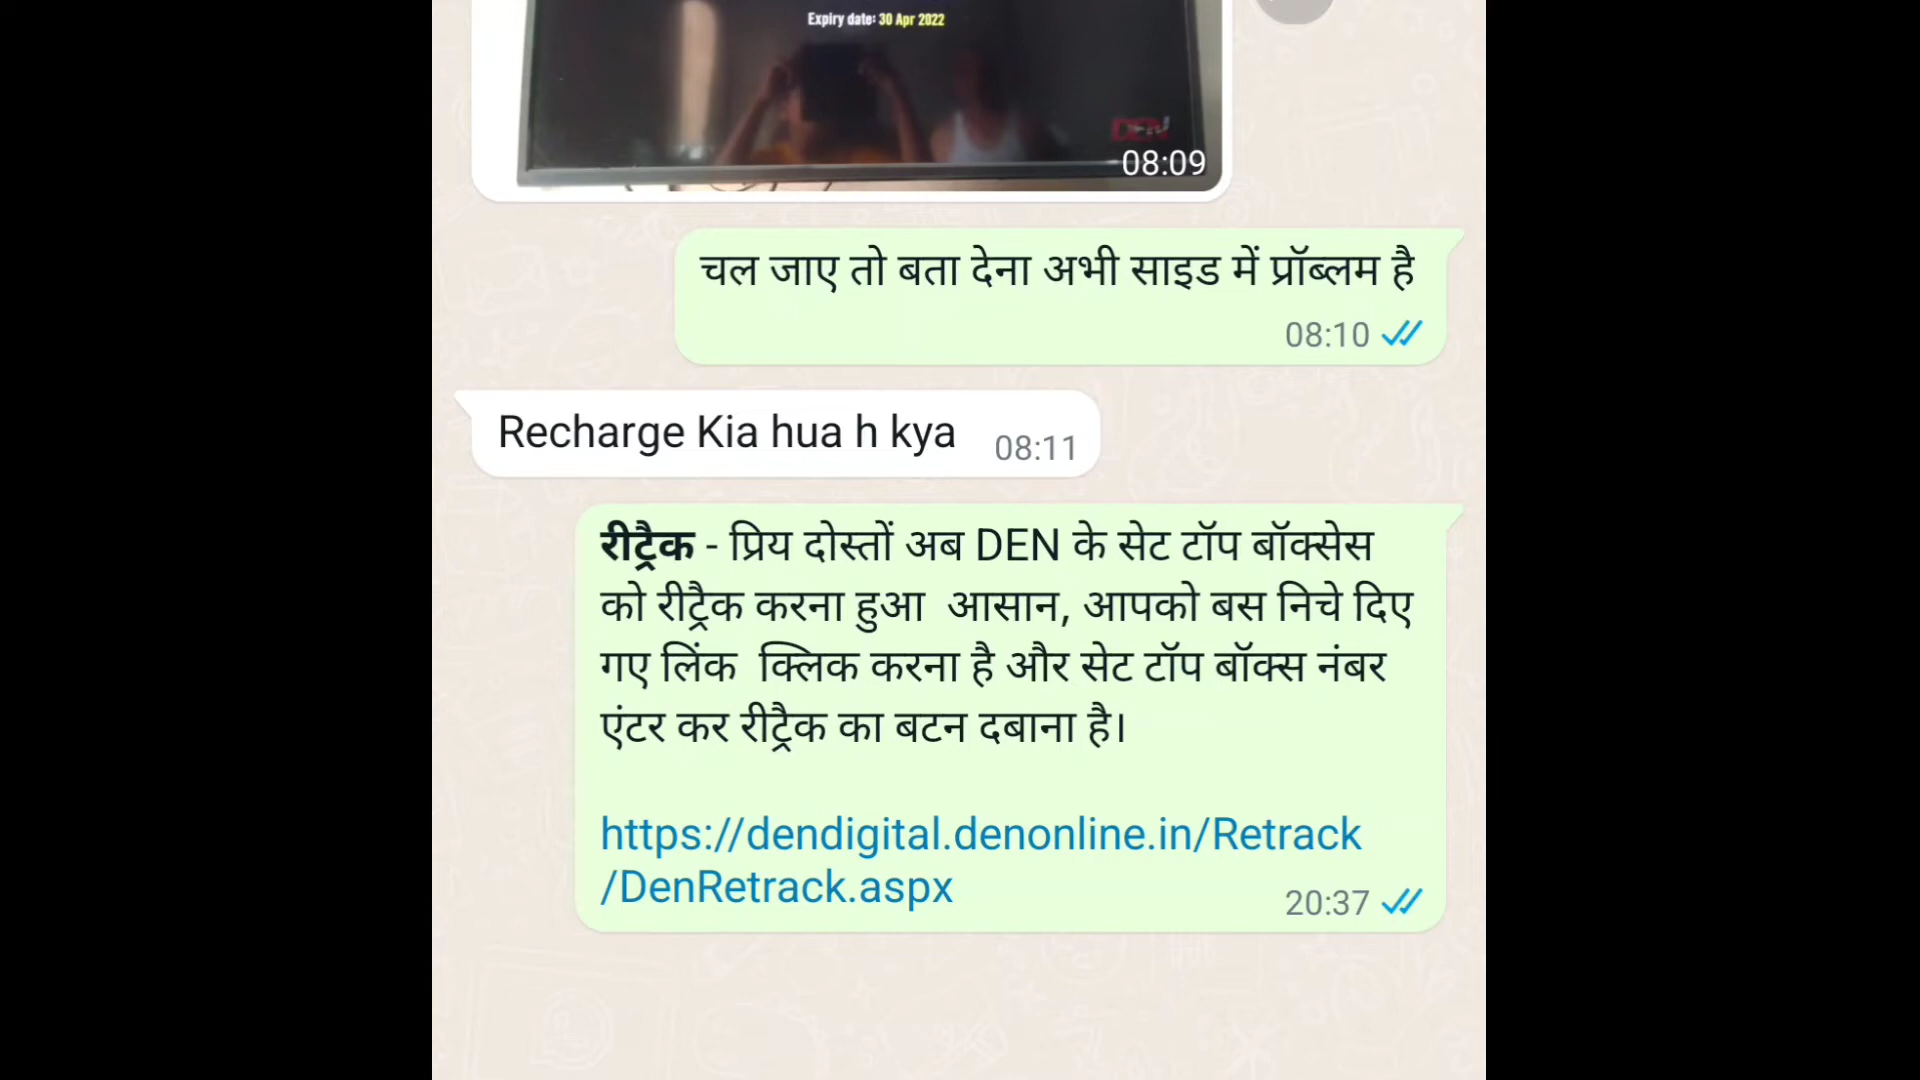 Expiry date: 30 Apr 2022
DEN
08:09
चल जाए तो बता देना अभी साइड में प्रॉब्लम है
08:10
Recharge Kia hua h kya 08:11
रीट्रैक - प्रिय दोस्तों अब DEN के सेट टॉप बॉक्सेस
को रीट्रैक करना हुआ  आसान, आपको बस निचे दिए
गए लिंक  क्लिक करना है और सेट टॉप बॉक्स नंबर
एंटर कर रीट्रैक का बटन दबाना है।
https://dendigital.denonline.in/Retrack
/DenRetrack.aspx
20:37